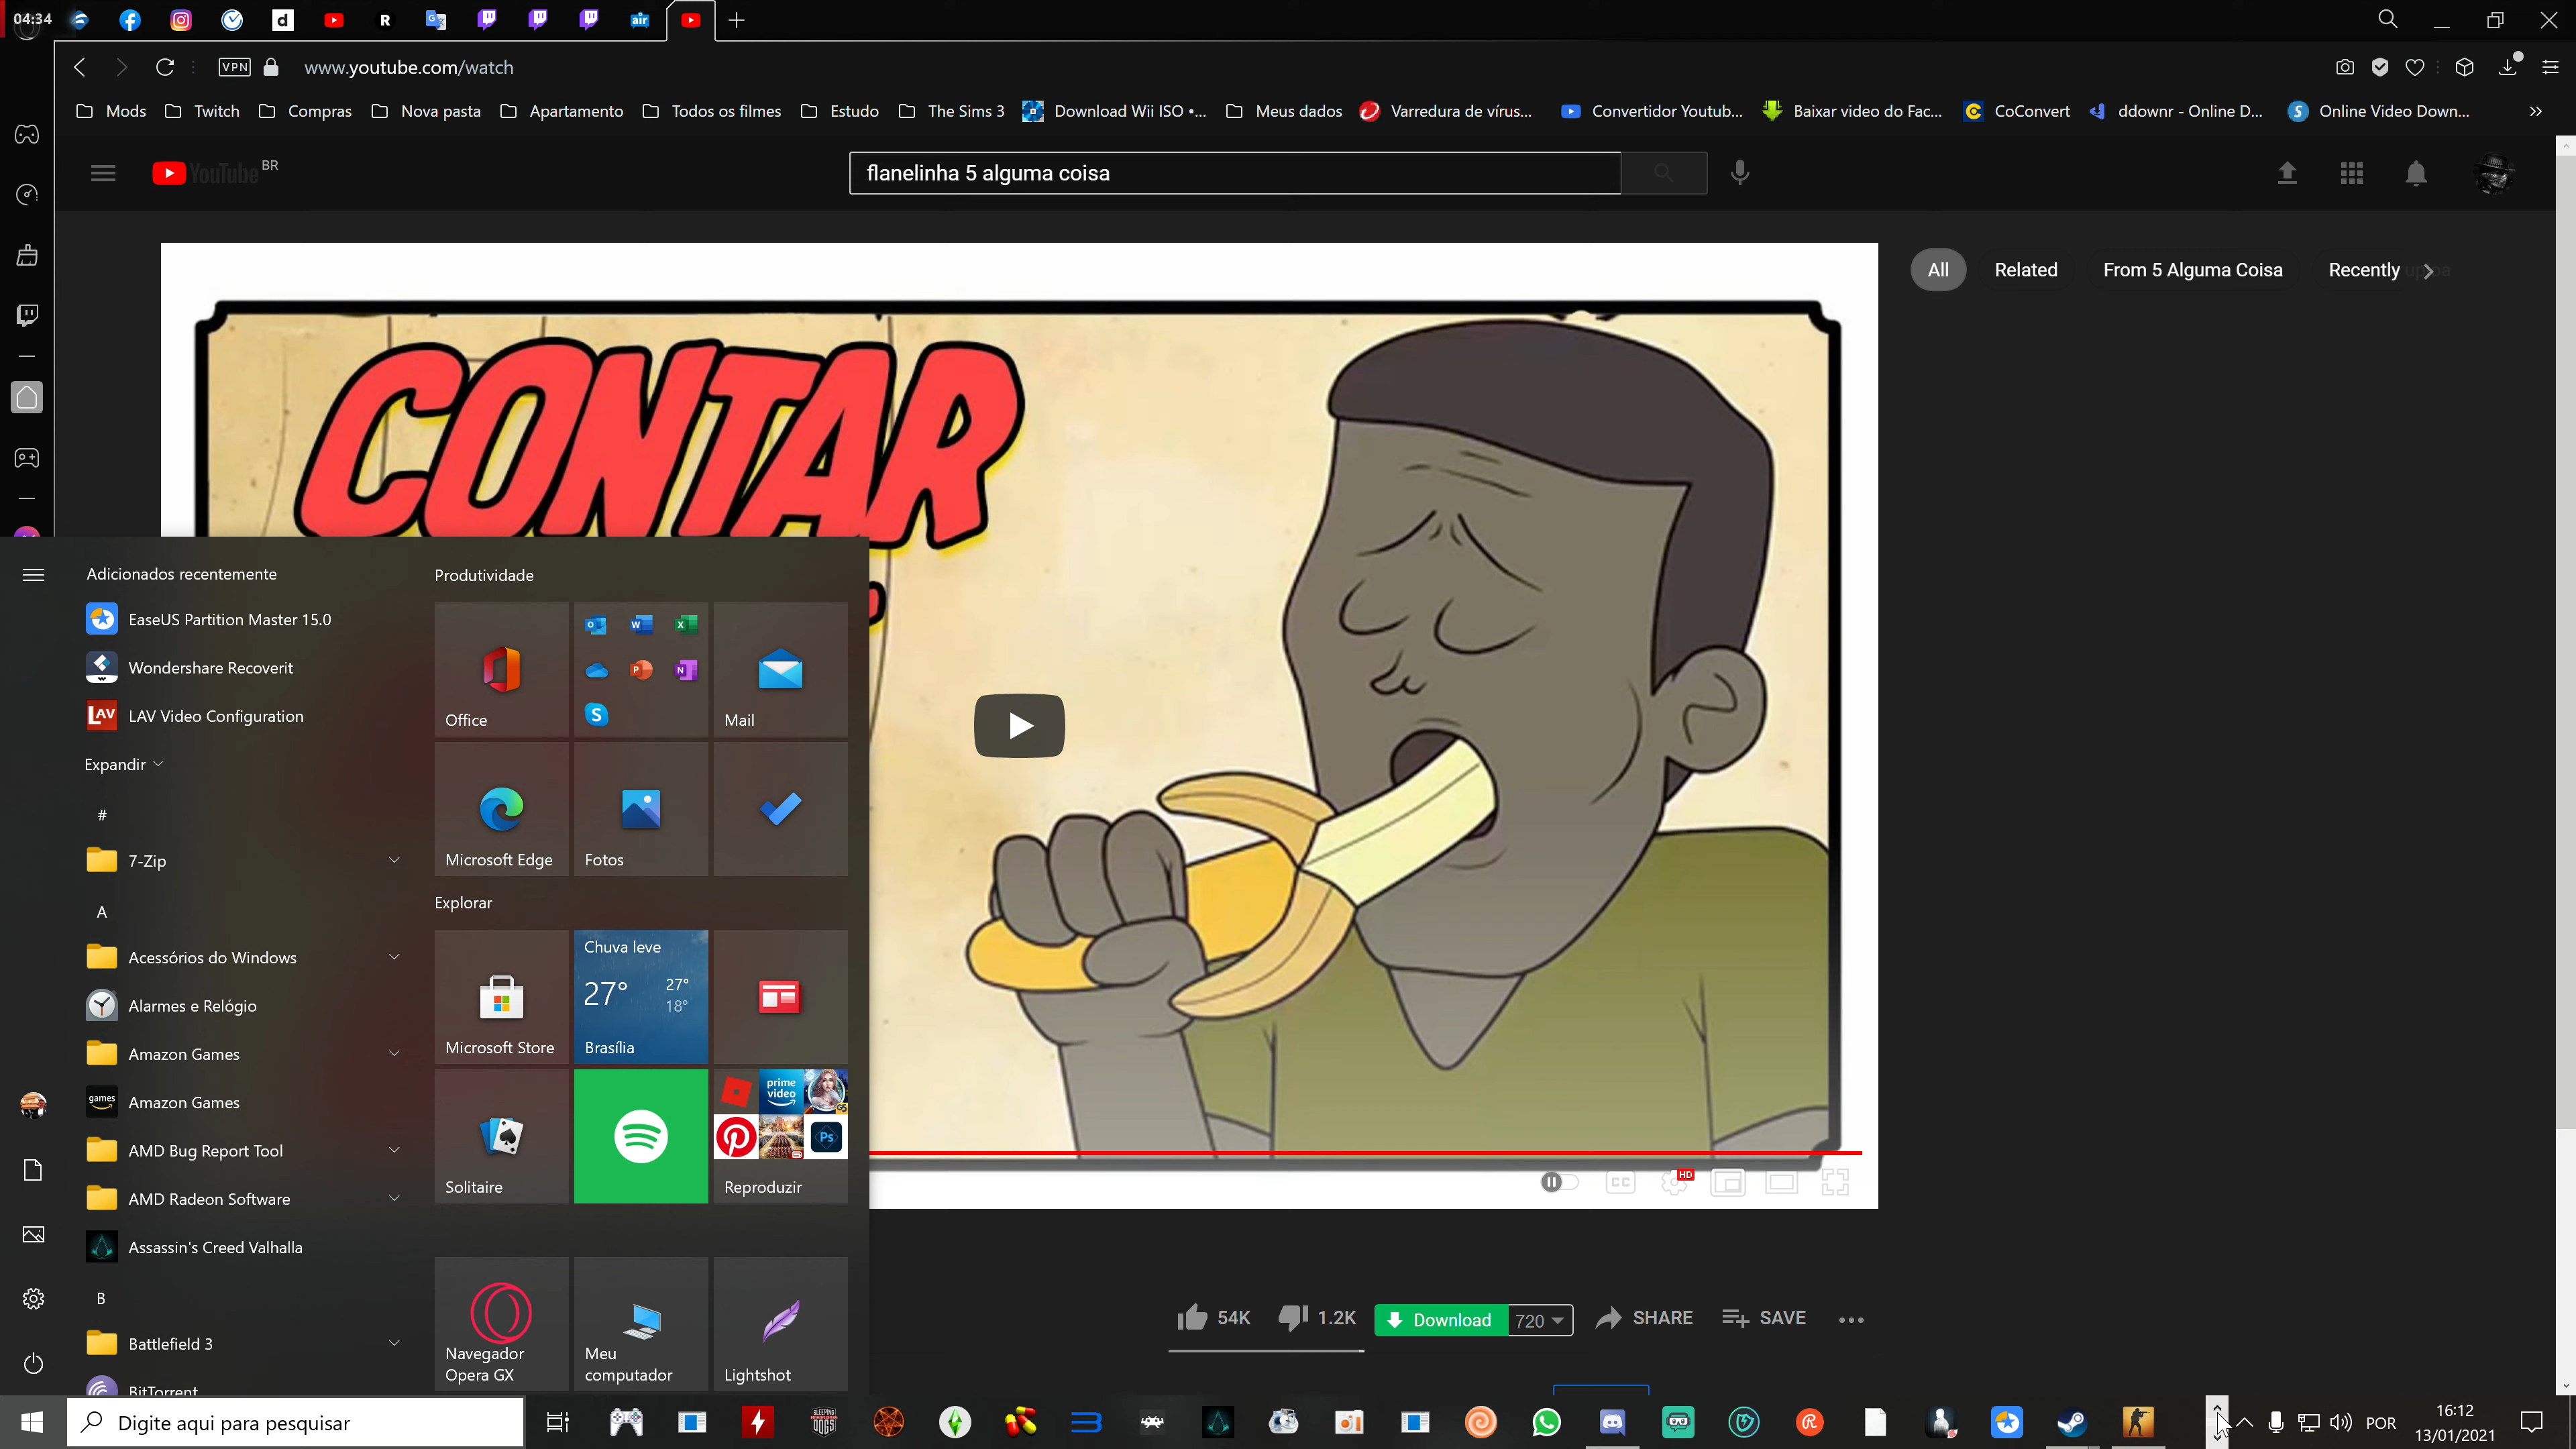 04:34
VPN
www.youtube.com/watch
Mods
Twitch
Compras
Nova pasta
Apartamento
Todos os filmes
Estudo
The Sims 3
Download Wii ISO •...
Meus dados
Varredura de vírus...
Convertidor Youtub...
Baixar video do Fac...
CoConvert
ddownr - Online D...
Online Video Down...
YouTube BR
flanelinha 5 alguma coisa
All
Related
From 5 Alguma Coisa
Recently
CONTAR
Adicionados recentemente
EaseUS Partition Master 15.0
Wondershare Recoverit
LAV Video Configuration
Expandir
#
7-Zip
A
Acessórios do Windows
Alarmes e Relógio
Amazon Games
Amazon Games
AMD Bug Report Tool
AMD Radeon Software
Assassin's Creed Valhalla
B
Battlefield 3
BitTorrent
Produtividade
Office
Mail
Microsoft Edge
Fotos
Explorar
Microsoft Store
Chuva leve
27°
27°
18°
Brasília
Solitaire
prime video
Ps
Reproduzir
Navegador
Opera GX
Meu
computador
Lightshot
CC
HD
54K
1.2K
Download
720
SHARE
SAVE
Digite aqui para pesquisar
POR
16:12
13/01/2021